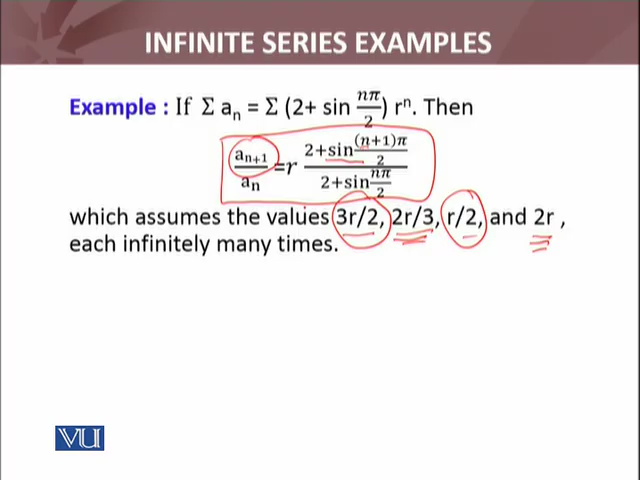 INFINITE SERIES EXAMPLES
Example : If Σ aₙ = Σ (2+ sin nπ/2) rⁿ. Then
aₙ₊₁/aₙ =r (2+sin (n+1)π/2)/(2+sin nπ/2)
which assumes the values 3r/2, 2r/3, r/2, and 2r ,
each infinitely many times.
VU